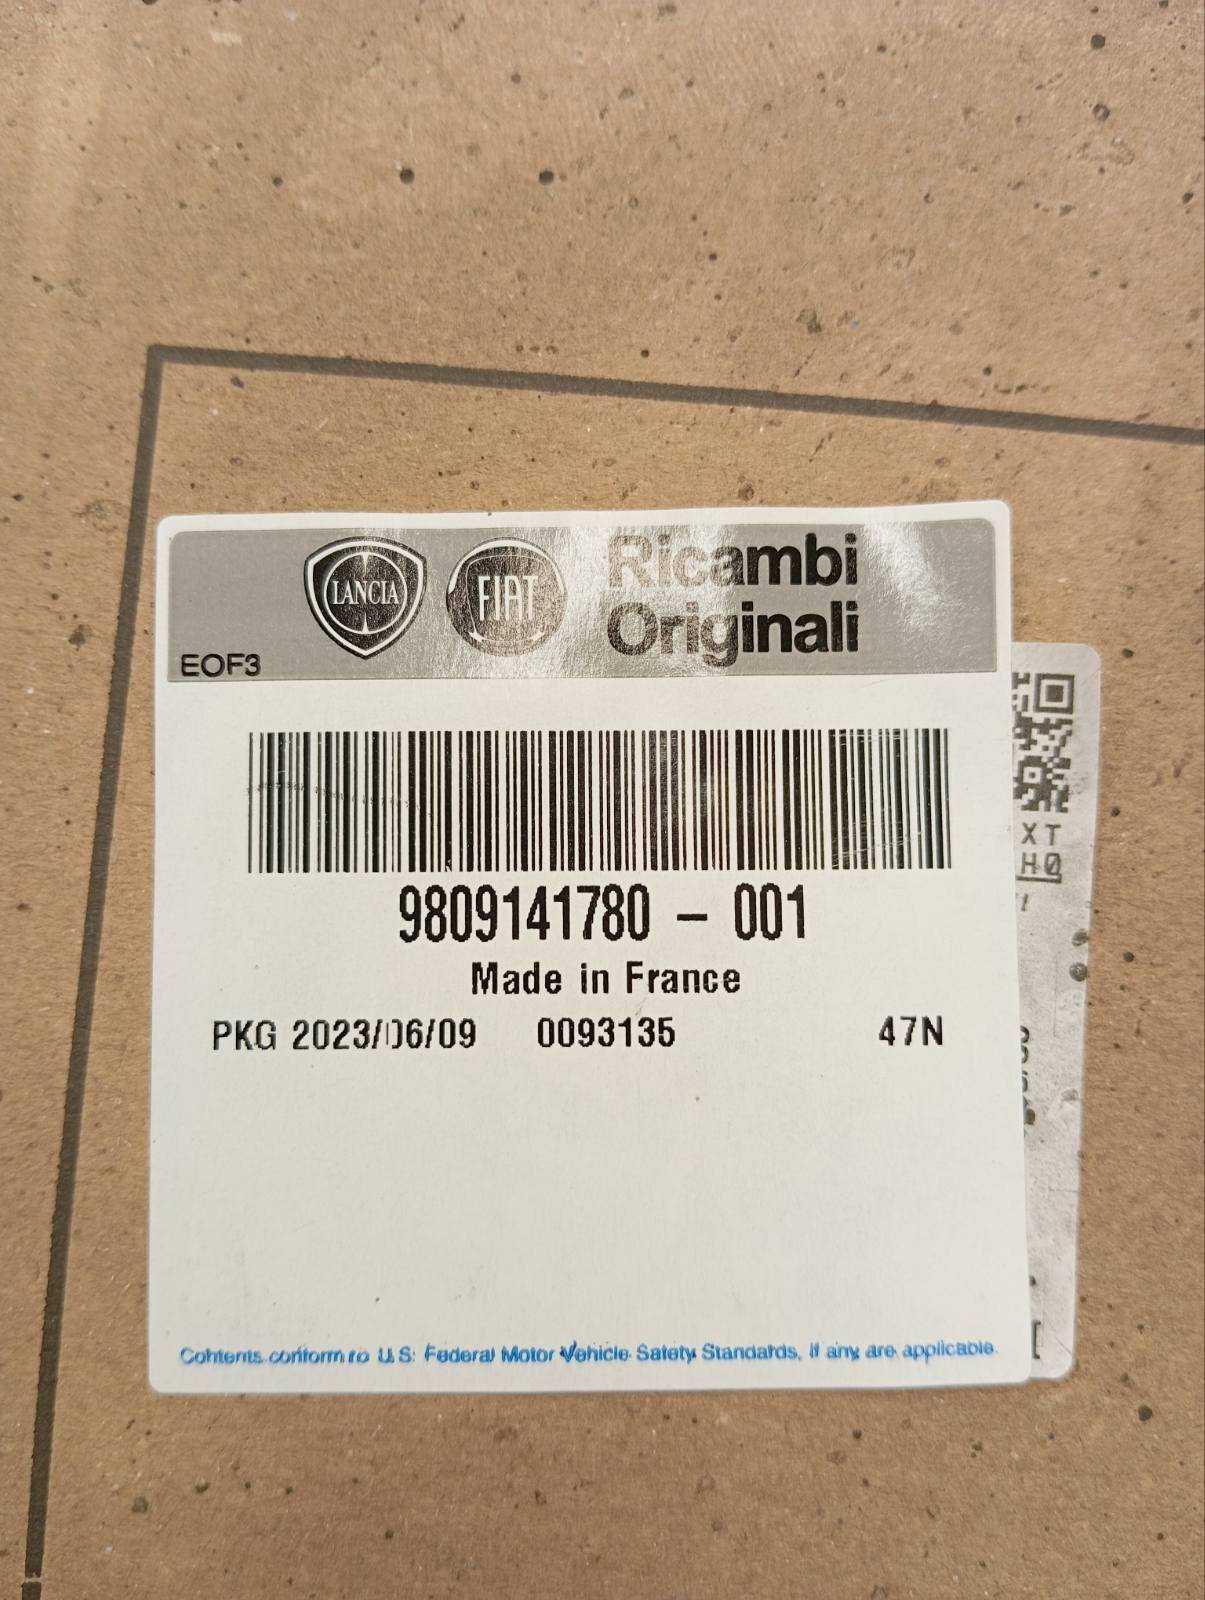 LANCIA
FIAT
Ricambi
Originali
EOF3
9809141780 – 001
Made in France
PKG 2023/06/09 0093135 47N
Contents conform to U.S. Federal Motor Vehicle Safety Standards, if any are applicable.
XT
H0